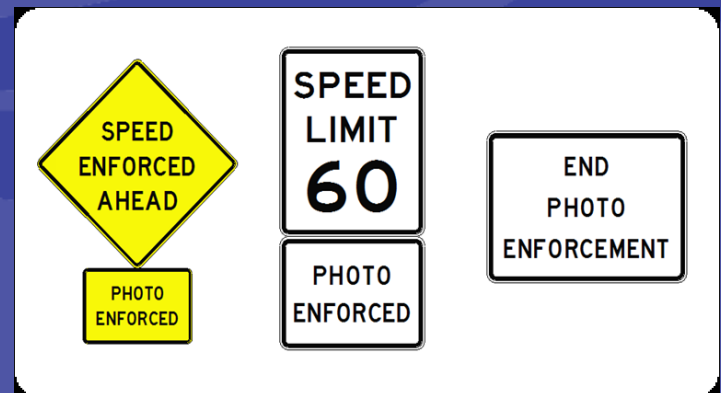 SPEED
ENFORCED
AHEAD
PHOTO
ENFORCED
SPEED
LIMIT
60
PHOTO
ENFORCED
END
PHOTO
ENFORCEMENT